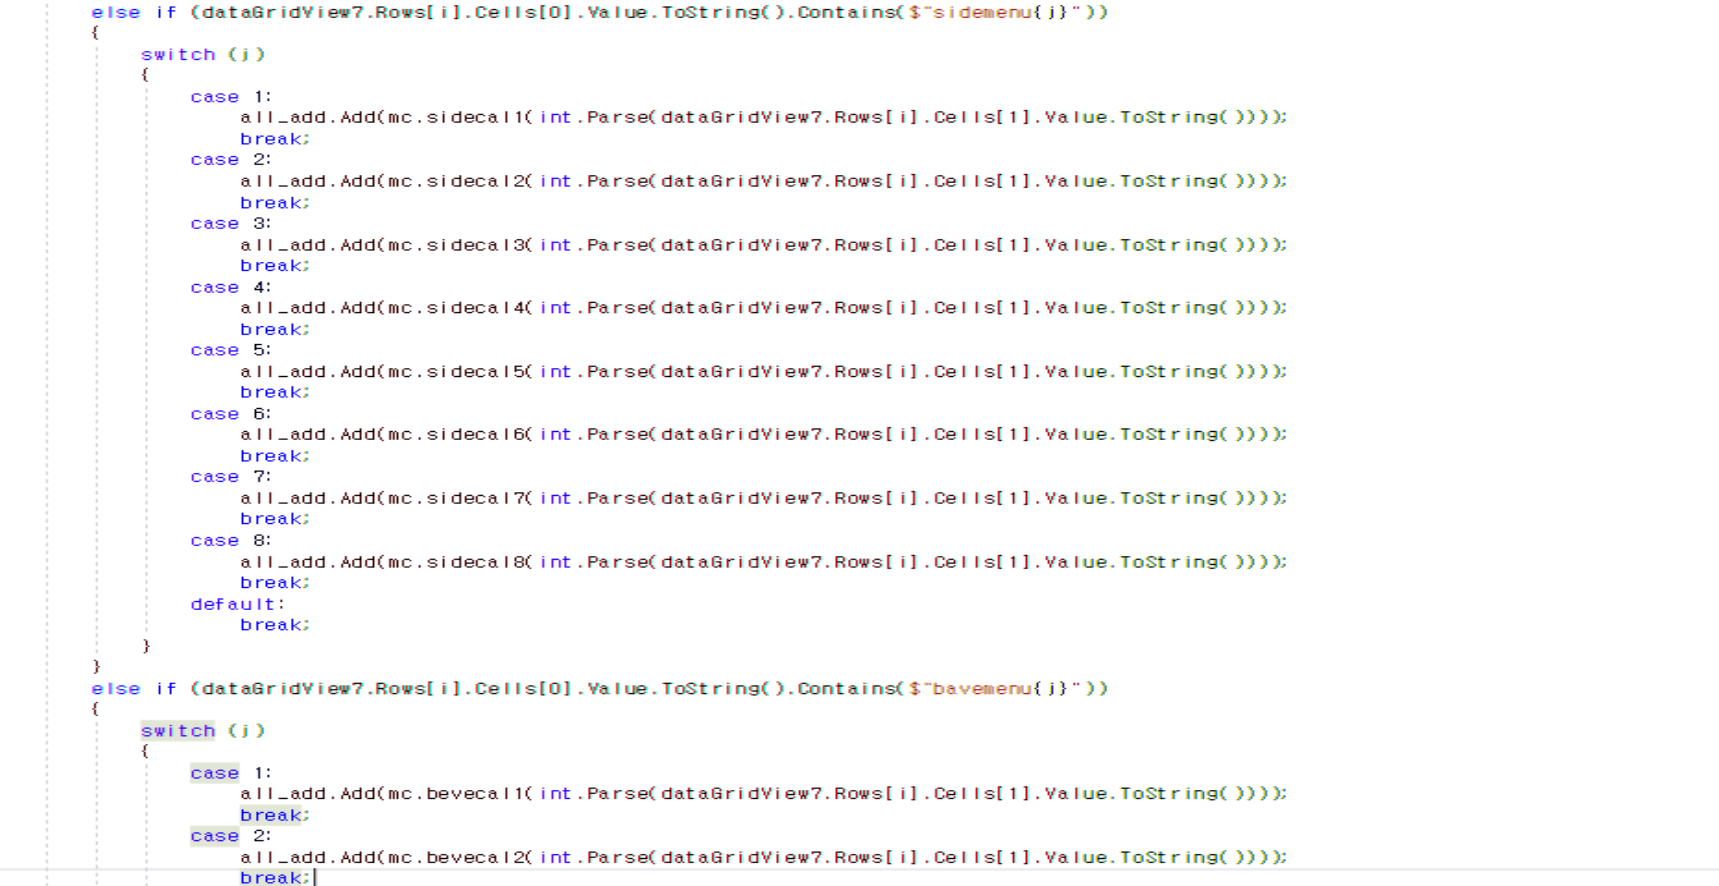 else if (dataGridView7.Rows[i].Cells[0].Value.ToString().Contains($"sidemenu{j}"))
{
switch (j)
{
case 1:
all_add.Add(mc.sidecal1(int.Parse(dataGridView7.Rows[i].Cells[1].Value.ToString())));
break;
case 2:
all_add.Add(mc.sidecal2(int.Parse(dataGridView7.Rows[i].Cells[1].Value.ToString())));
break;
case 3:
all_add.Add(mc.sidecal3(int.Parse(dataGridView7.Rows[i].Cells[1].Value.ToString())));
break;
case 4:
all_add.Add(mc.sidecal4(int.Parse(dataGridView7.Rows[i].Cells[1].Value.ToString())));
break;
case 5:
all_add.Add(mc.sidecal5(int.Parse(dataGridView7.Rows[i].Cells[1].Value.ToString())));
break;
case 6:
all_add.Add(mc.sidecal6(int.Parse(dataGridView7.Rows[i].Cells[1].Value.ToString())));
break;
case 7:
all_add.Add(mc.sidecal7(int.Parse(dataGridView7.Rows[i].Cells[1].Value.ToString())));
break;
case 8:
all_add.Add(mc.sidecal8(int.Parse(dataGridView7.Rows[i].Cells[1].Value.ToString())));
break;
default:
break;
}
}
else if (dataGridView7.Rows[i].Cells[0].Value.ToString().Contains($"bavemenu{j}"))
{
switch (j)
{
case 1:
all_add.Add(mc.bevecal1(int.Parse(dataGridView7.Rows[i].Cells[1].Value.ToString())));
break;
case 2:
all_add.Add(mc.bevecal2(int.Parse(dataGridView7.Rows[i].Cells[1].Value.ToString())));
break;